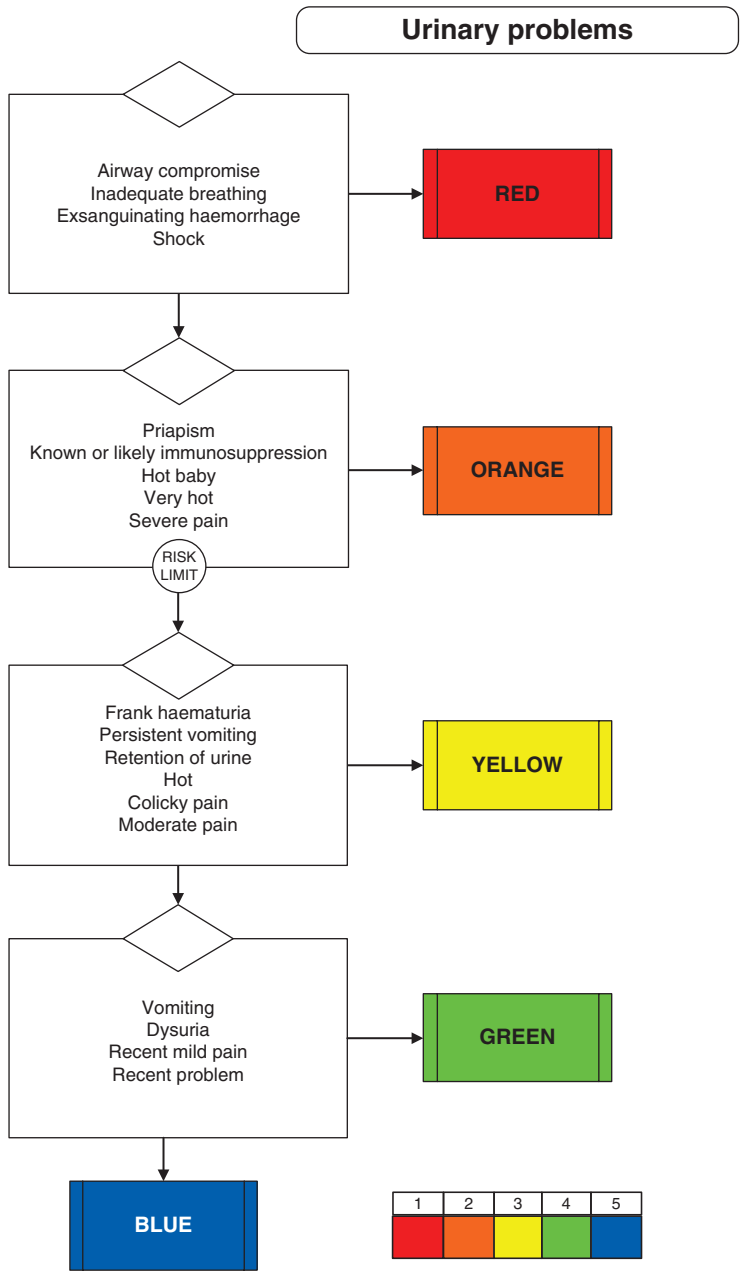 Urinary problems
Airway compromise
Inadequate breathing
Exsanguinating haemorrhage
Shock
RED
Priapism
Known or likely immunosuppression
Hot baby
Very hot
Severe pain
ORANGE
RISK
LIMIT
Frank haematuria
Persistent vomiting
Retention of urine
Hot
Colicky pain
Moderate pain
YELLOW
Vomiting
Dysuria
Recent mild pain
Recent problem
GREEN
BLUE
1 2 3 4 5